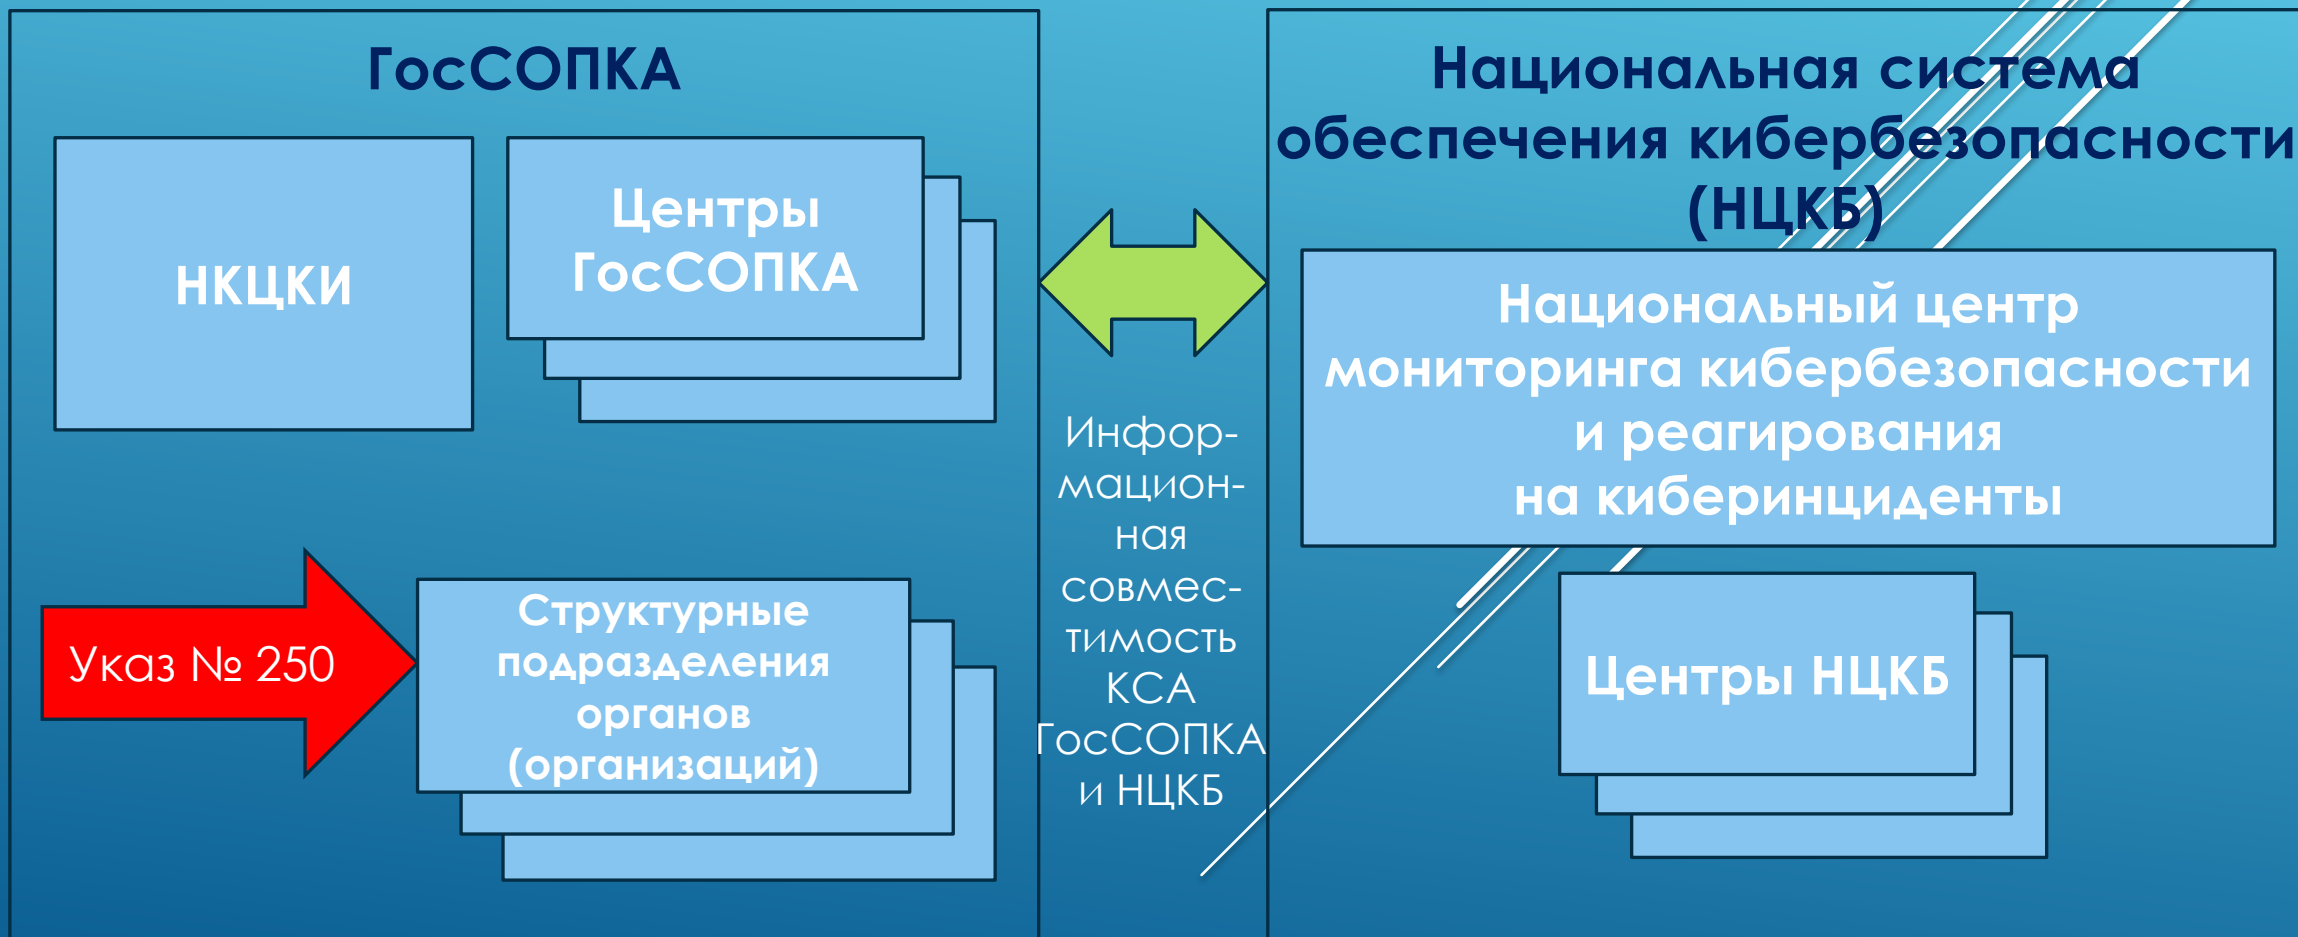 ГосСОПКА
НКЦКИ
Центры
ГосСОПКА
Указ № 250
Структурные
подразделения
органов
(организаций)
Инфор-
мацион-
ная
совмес-
тимость
КСА
ГосСОПКА
и НЦКБ
Национальная система
обеспечения кибербезопасности
(НЦКБ)
Национальный центр
мониторинга кибербезопасности
и реагирования
на киберинциденты
Центры НЦКБ